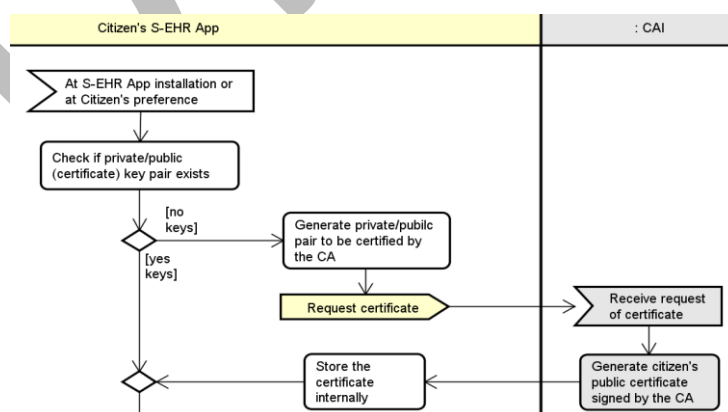 Citizen's S-EHR App
: CAI
At S-EHR App installation or
at Citizen's preference
Check if private/public
(certificate) key pair exists
[no
keys]
[yes
keys]
Generate private/pubilc
pair to be certified by
the CA
Request certificate
Receive request
of certificate
Store the
certificate
internally
Generate citizen's
public certificate
signed by the CA